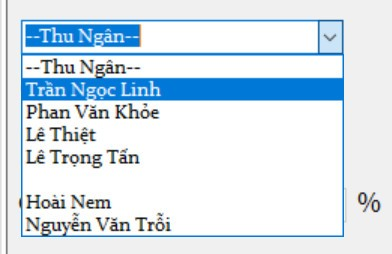 --Thu Ngân--
--Thu Ngân--
Trần Ngọc Linh
Phan Văn Khỏe
Lê Thiệt
Lê Trọng Tấn
Hoài Nem
Nguyễn Văn Trỗi
%